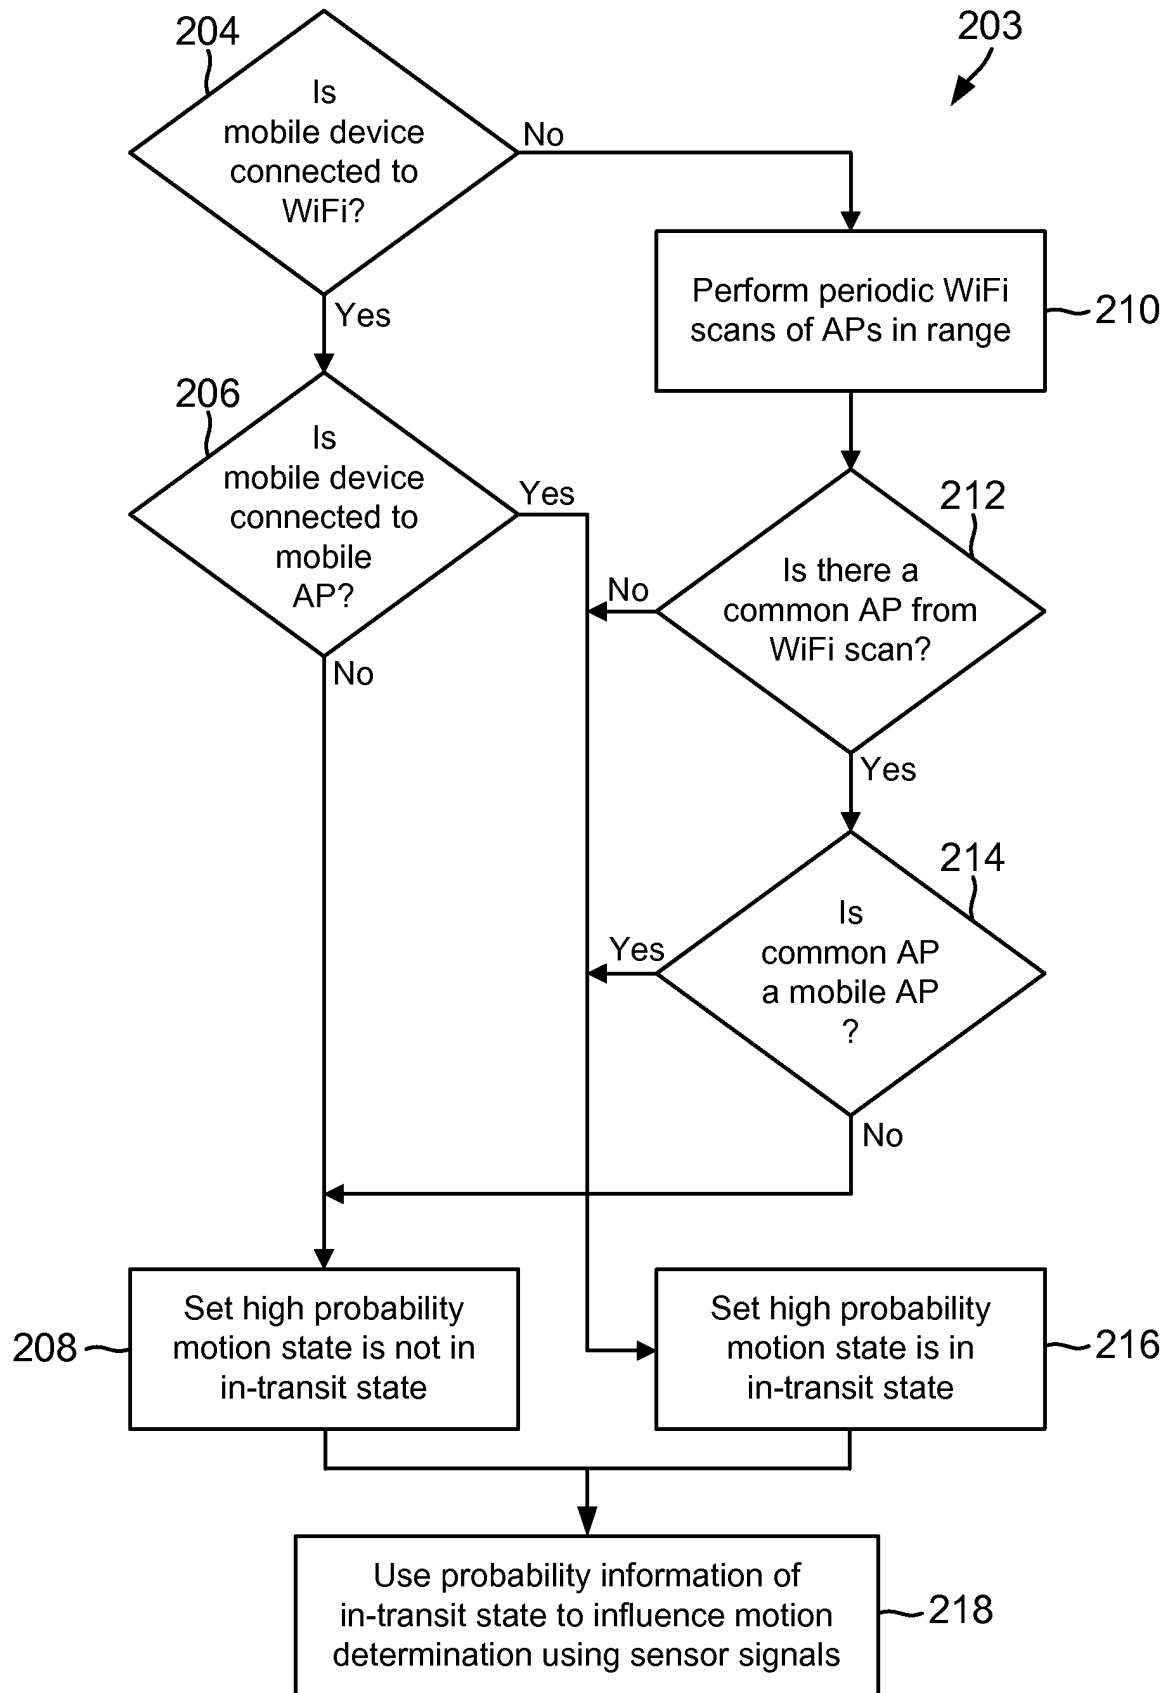 203
204
Is
mobile device
connected to
WiFi?
No
Yes
Perform periodic WiFi
scans of APs in range
210
206
Is
mobile device
connected to
mobile
AP?
Yes
No
212
Is there a
common AP from
WiFi scan?
No
Yes
214
Is
common AP
a mobile AP
?
Yes
No
208
Set high probability
motion state is not in
in-transit state
Set high probability
motion state is in
in-transit state
216
Use probability information of
in-transit state to influence motion
determination using sensor signals
218